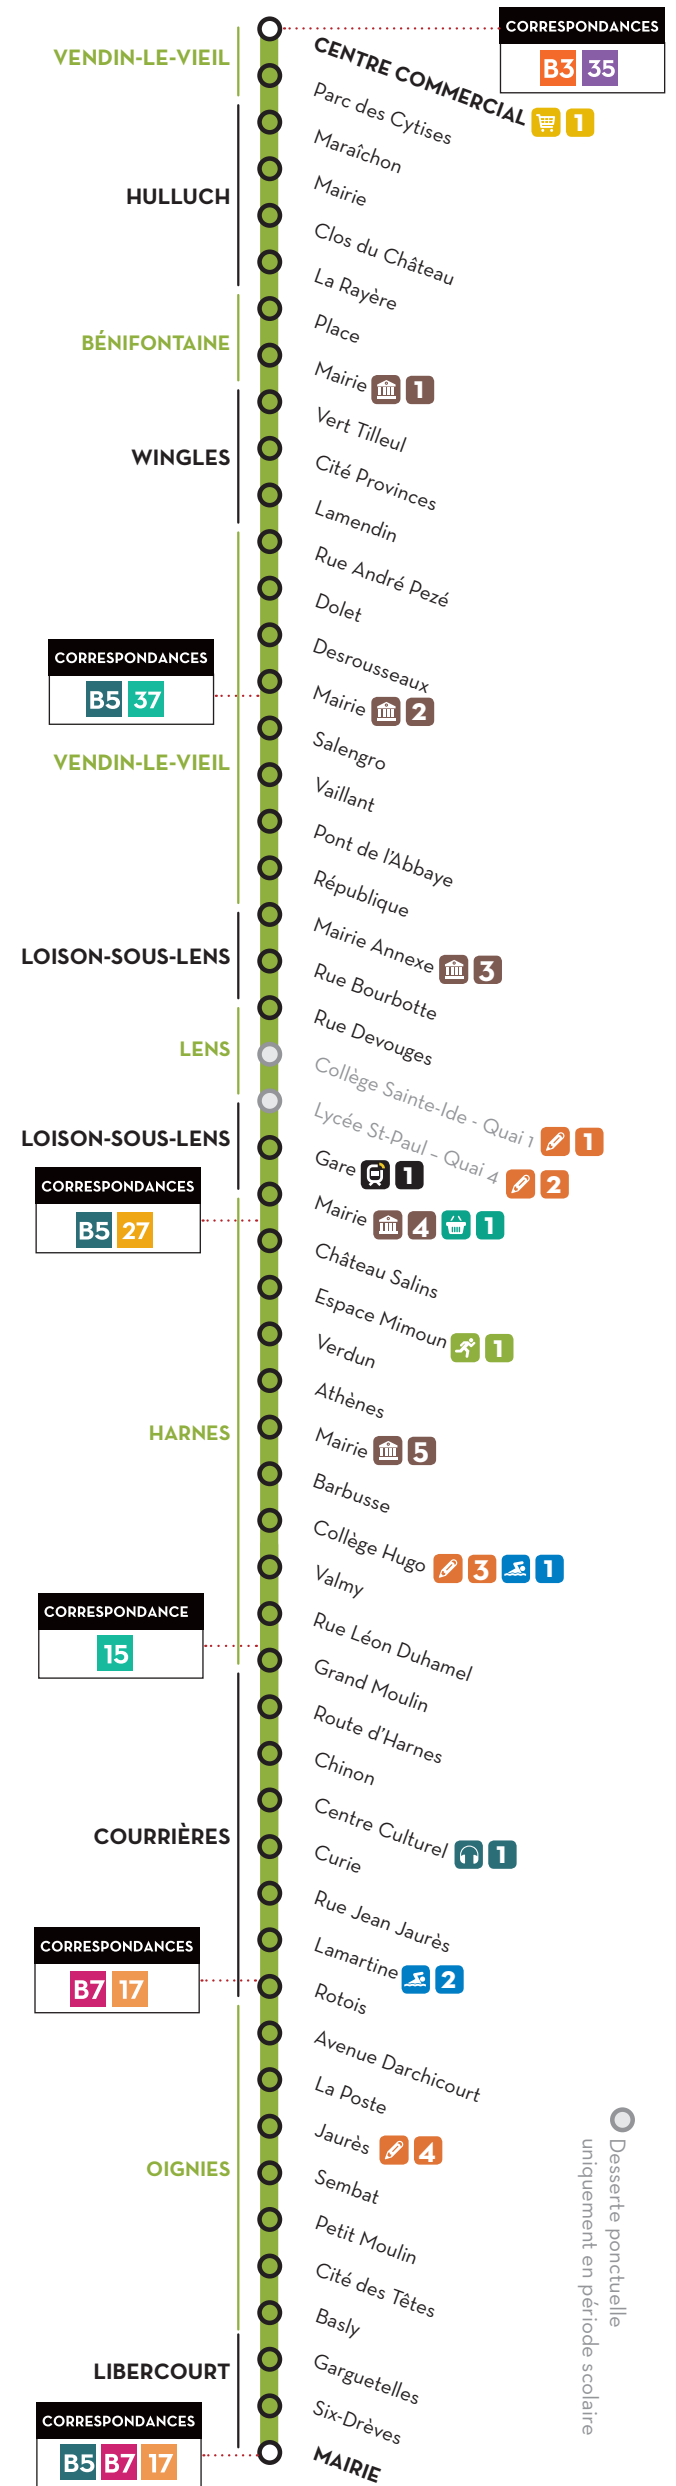 CORRESPONDANCES
B3 35
VENDIN-LE-VIEIL
CENTRE COMMERCIAL 1
Parc des Cytises
HULLUCH
Maraîchon
Mairie
Clos du Château
La Rayère
BÉNIFONTAINE
Place
Mairie 1
WINGLES
Vert Tilleul
Cité Provinces
Lamendin
Rue André Pezé
Dolet
Desrousseaux
CORRESPONDANCES
B5 37
Mairie 2
VENDIN-LE-VIEIL
Salengro
Vaillant
Pont de l'Abbaye
République
LOISON-SOUS-LENS
Mairie Annexe 3
Rue Bourbotte
LENS
Rue Devouges
Collège Sainte-Ide - Quai 1 1
LOISON-SOUS-LENS
Lycée St-Paul – Quai 4 2
Gare 1
CORRESPONDANCES
B5 27
Mairie 4 1
Château Salins
Espace Mimoun 1
Verdun
Athènes
HARNES
Mairie 5
Barbusse
Collège Hugo 3 1
Valmy
CORRESPONDANCE
15
Rue Léon Duhamel
Grand Moulin
Route d'Harnes
Chinon
COURRIÈRES
Centre Culturel 1
Curie
Rue Jean Jaurès
CORRESPONDANCES
B7 17
Lamartine 2
Rotois
Avenue Darchicourt
La Poste
OIGNIES
Jaurès 4
Sembat
Petit Moulin
Cité des Têtes
Basly
LIBERCOURT
Garguetelles
Six-Drèves
CORRESPONDANCES
B5 B7 17
MAIRIE
Desserte ponctuelle
uniquement en période scolaire